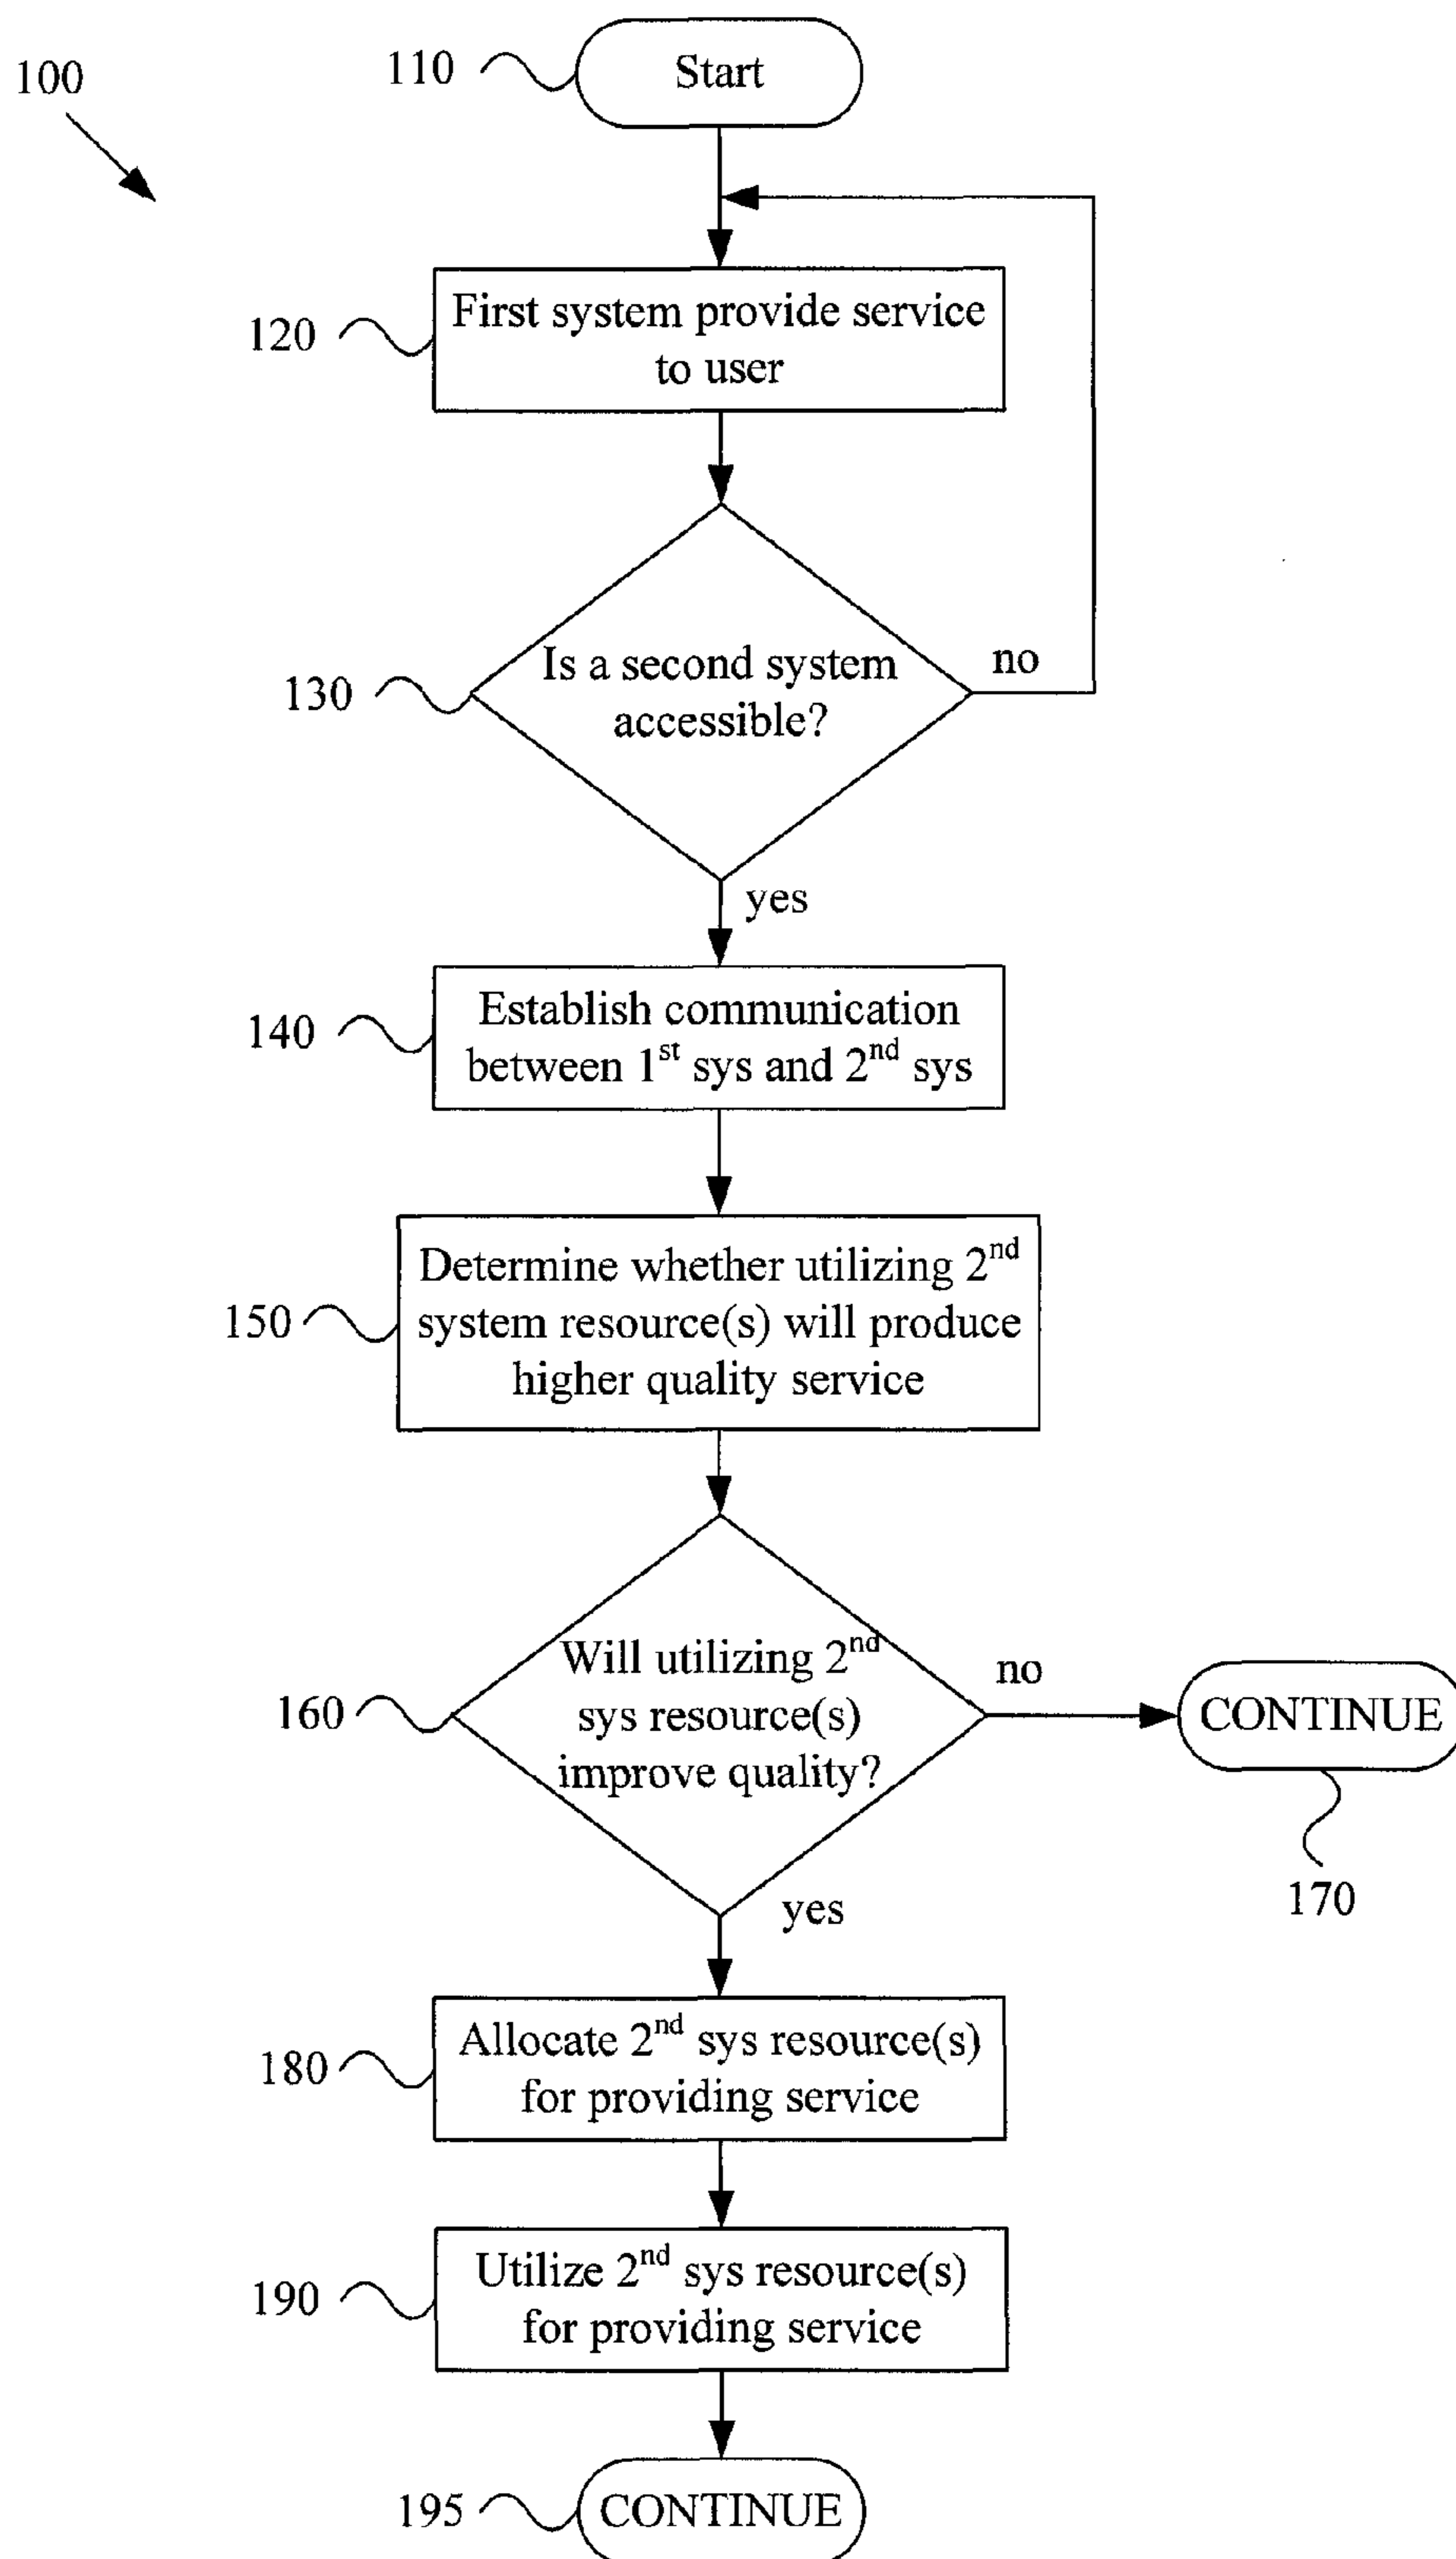 100
110
Start
120
First system provide service
to user
130
Is a second system
accessible?
no
yes
140
Establish communication
between 1st sys and 2nd sys
150
Determine whether utilizing 2nd
system resource(s) will produce
higher quality service
160
Will utilizing 2nd
sys resource(s)
improve quality?
no
CONTINUE
170
yes
180
Allocate 2nd sys resource(s)
for providing service
190
Utilize 2nd sys resource(s)
for providing service
195
CONTINUE